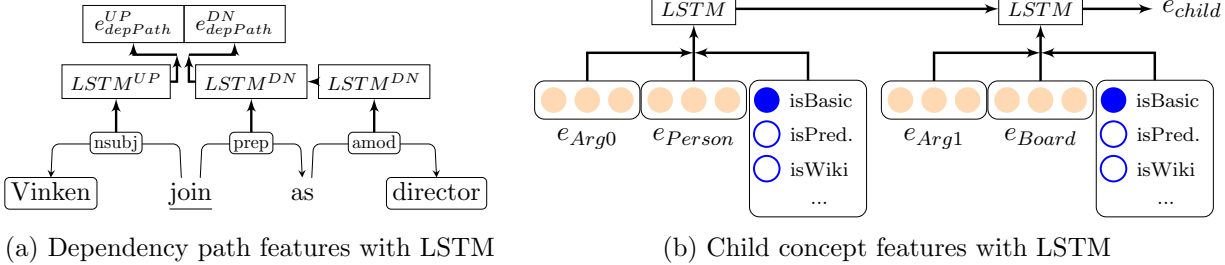 e^{UP}_{depPath} e^{DN}_{depPath}
LSTM^{UP} LSTM^{DN} LSTM^{DN}
nsubj prep amod
Vinken join as director
(a) Dependency path features with LSTM
LSTM LSTM e_{child}
isBasic isBasic
e_{Arg0} e_{Person} isPred. e_{Arg1} e_{Board} isPred.
isWiki isWiki
... ...
(b) Child concept features with LSTM